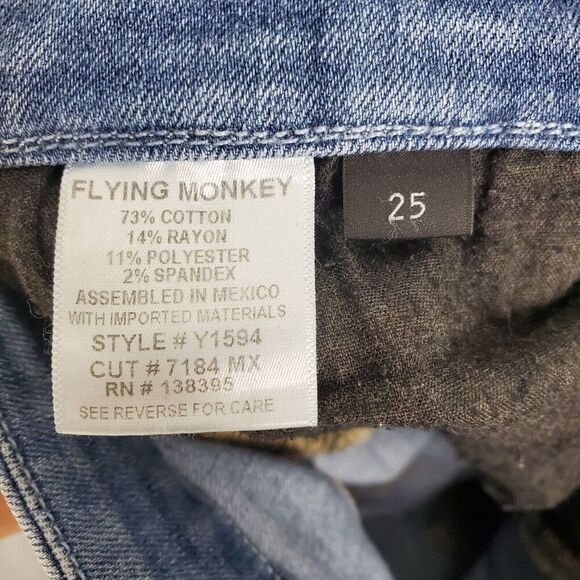 FLYING MONKEY
73% COTTON
14% RAYON
11% POLYESTER
2% SPANDEX
ASSEMBLED IN MEXICO
WITH IMPORTED MATERIALS
STYLE # Y1594
CUT # 7184 MX
RN # 138395
SEE REVERSE FOR CARE
25